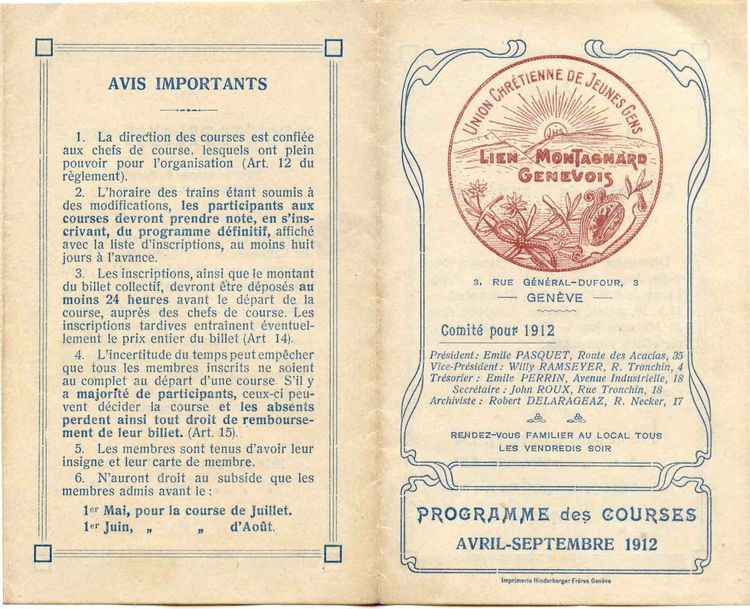 AVIS IMPORTANTS
1. La direction des courses est confiée
aux chefs de course, lesquels ont plein
pouvoir pour l'organisation (Art. 12 du
règlement).
2. L'horaire des trains étant soumis à
des modifications, les participants aux
courses devront prendre note, en s'ins-
crivant, du programme définitif, affiché
avec la liste d'inscriptions, au moins huit
jours à l'avance.
3. Les inscriptions, ainsi que le montant
du billet collectif, devront être déposés au
moins 24 heures avant le départ de la
course, auprès des chefs de course. Les
inscriptions tardives entraînent éventuel-
lement le prix entier du billet (Art. 14).
4. L'incertitude du temps peut empêcher
que tous les membres inscrits ne soient
au complet au départ d'une course. S'il y
a majorité de participants, ceux-ci peu-
vent décider la course et les absents
perdent ainsi tout droit de rembourse-
ment de leur billet. (Art. 15).
5. Les membres sont tenus d'avoir leur
insigne et leur carte de membre.
6. N'auront droit au subside que les
membres admis avant le :
1er Mai, pour la course de Juillet.
1er Juin, „ „ d'Août.
UNION CHRÉTIENNE DE JEUNES GENS
JHS
LIEN MONTAGNARD
GENEVOIS
3, RUE GÉNÉRAL-DUFOUR, 3
— GENÈVE —
Comité pour 1912
Président : Emile PASQUET, Route des Acacias, 35
Vice-Président : Willy RAMSEYER, R. Tronchin, 4
Trésorier : Emile PERRIN, Avenue Industrielle, 18
Secrétaire : John ROUX, Rue Tronchin, 18
Archiviste : Robert DELARAGEAZ, R. Necker, 17
RENDEZ-VOUS FAMILIER AU LOCAL TOUS
LES VENDREDIS SOIR
PROGRAMME des COURSES
AVRIL-SEPTEMBRE 1912
Imprimerie Hinderberger Frères Genève